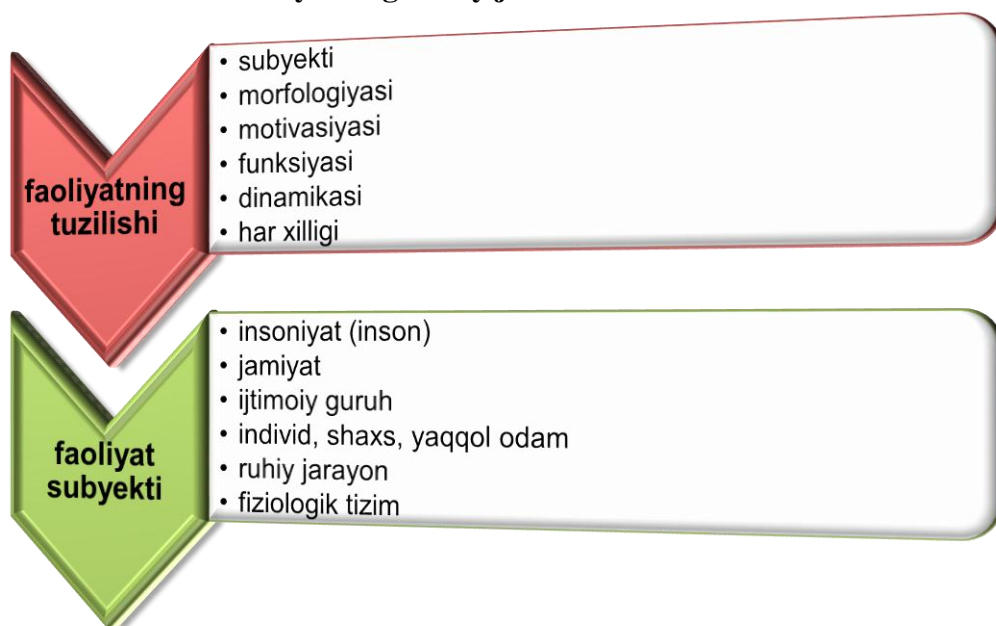 faoliyatning
tuzilishi
• subyekti
• morfologiyasi
• motivasiyasi
• funksiyasi
• dinamikasi
• har xilligi
faoliyat
subyekti
• insoniyat (inson)
• jamiyat
• ijtimoiy guruh
• individ, shaxs, yaqqol odam
• ruhiy jarayon
• fiziologik tizim